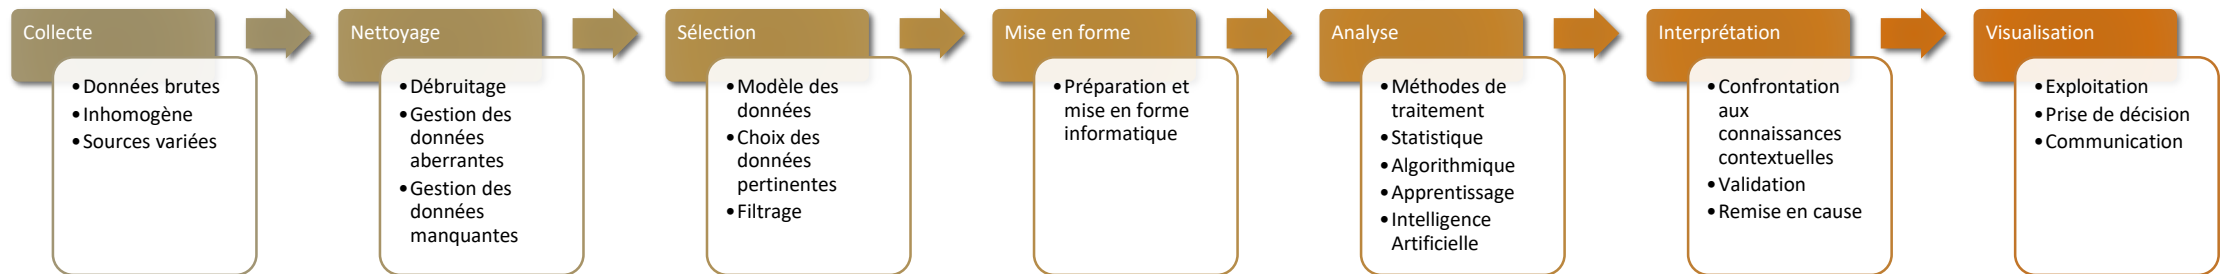 Collecte
• Données brutes
• Inhomogène
• Sources variées
Nettoyage
• Débruitage
• Gestion des
données
aberrantes
• Gestion des
données
manquantes
Sélection
• Modèle des
données
• Choix des
données
pertinentes
• Filtrage
Mise en forme
• Préparation et
mise en forme
informatique
Analyse
• Méthodes de
traitement
• Statistique
• Algorithmique
• Apprentissage
• Intelligence
Artificielle
Interprétation
• Confrontation
aux
connaissances
contextuelles
• Validation
• Remise en cause
Visualisation
• Exploitation
• Prise de décision
• Communication